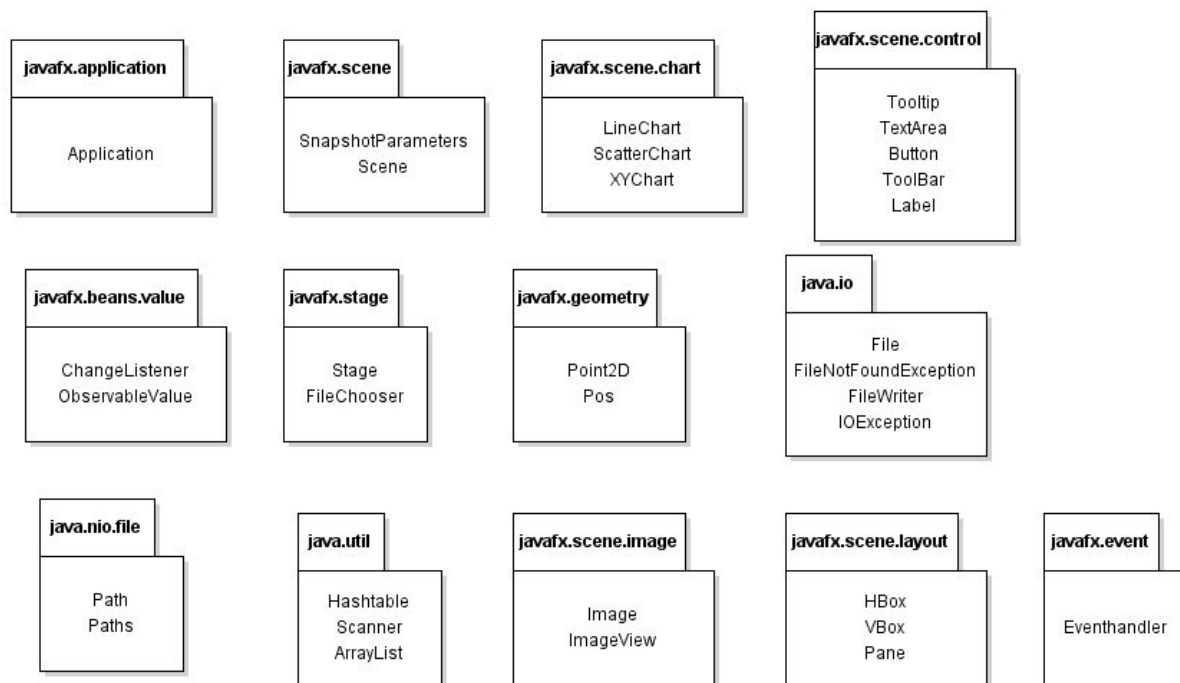 javafx.application
Application
javafx.scene
SnapshotParameters
Scene
javafx.scene.chart
LineChart
ScatterChart
XYChart
javafx.scene.control
Tooltip
TextArea
Button
ToolBar
Label
javafx.beans.value
ChangeListener
ObservableValue
javafx.stage
Stage
FileChooser
javafx.geometry
Point2D
Pos
java.io
File
FileNotFoundException
FileWriter
IOException
java.nio.file
Path
Paths
java.util
Hashtable
Scanner
ArrayList
javafx.scene.image
Image
ImageView
javafx.scene.layout
HBox
VBox
Pane
javafx.event
Eventhandler